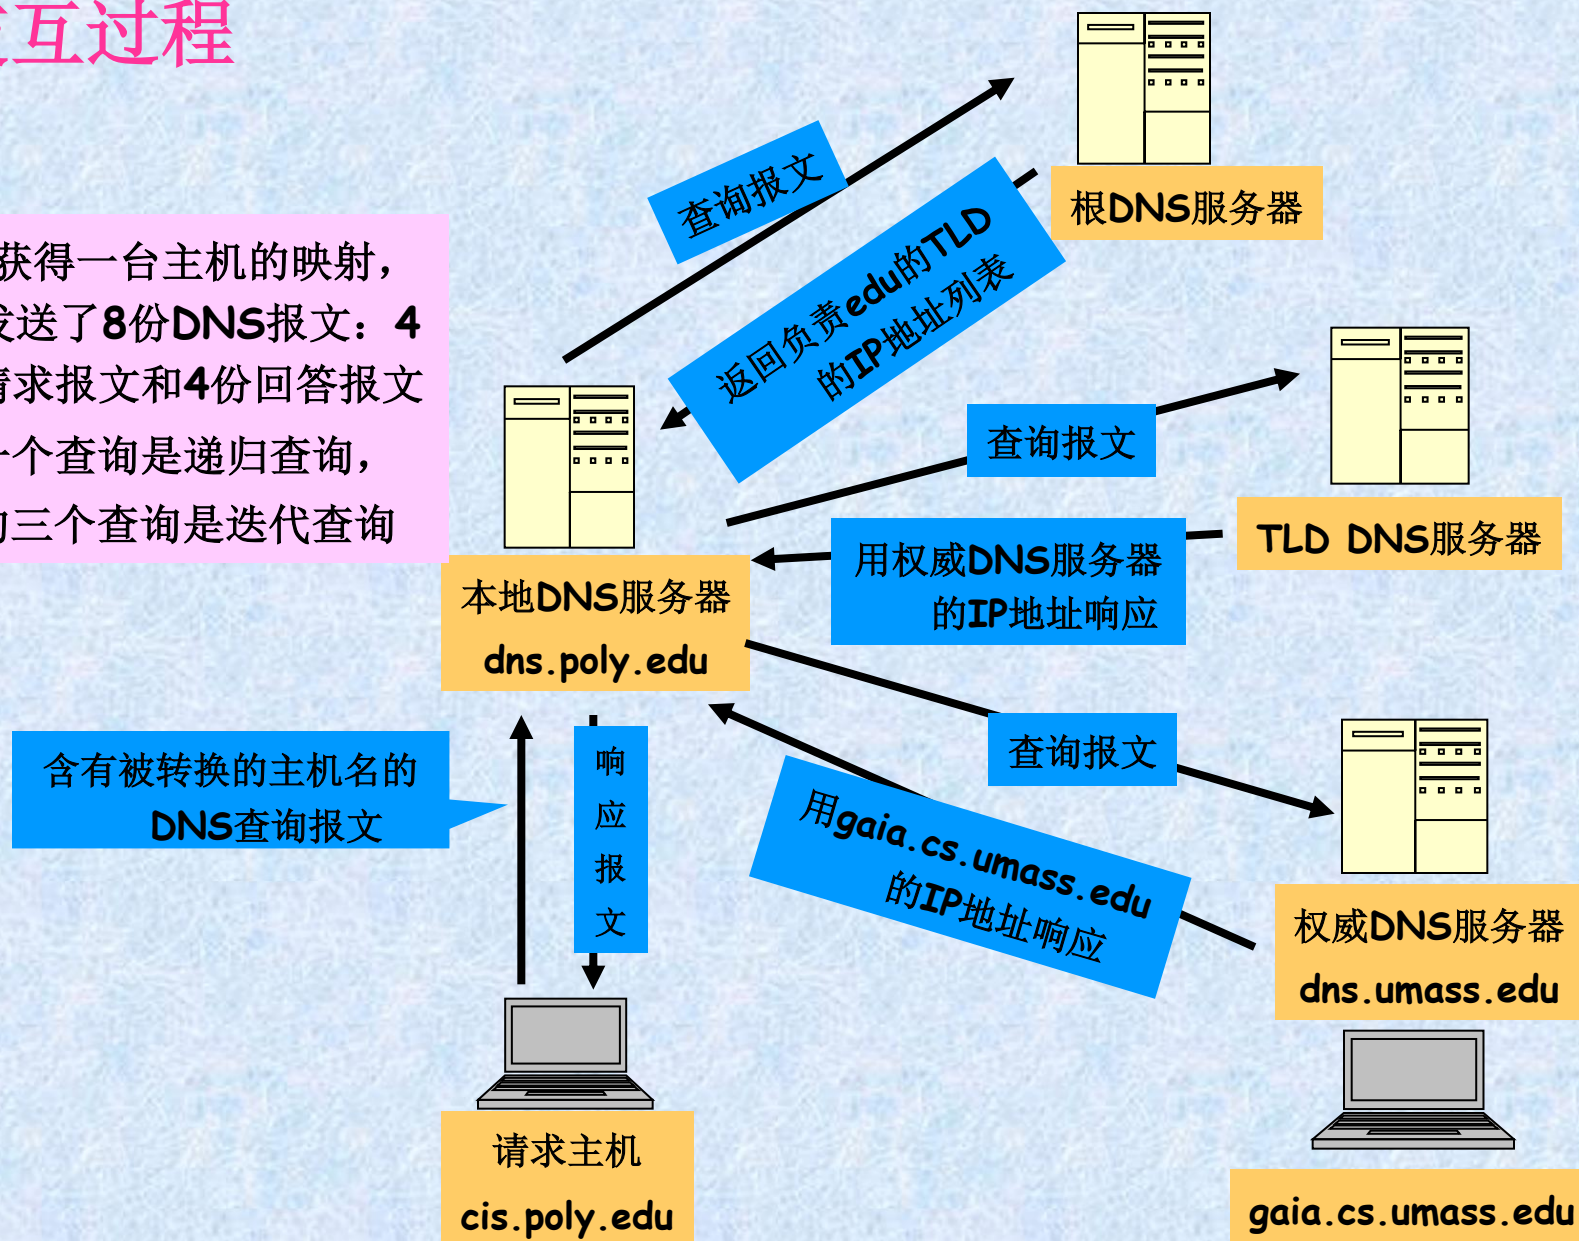 互过程
查询报文
根DNS服务器
返回负责edu的TLD
的IP地址列表
获得一台主机的映射，
发送了8份DNS报文：4
请求报文和4份回答报文
一个查询是递归查询，
的三个查询是迭代查询
查询报文
TLD DNS服务器
用权威DNS服务器
的IP地址响应
本地DNS服务器
dns.poly.edu
查询报文
含有被转换的主机名的
DNS查询报文
响
应
报
文
用gaia.cs.umass.edu
的IP地址响应
权威DNS服务器
dns.umass.edu
请求主机
cis.poly.edu
gaia.cs.umass.edu